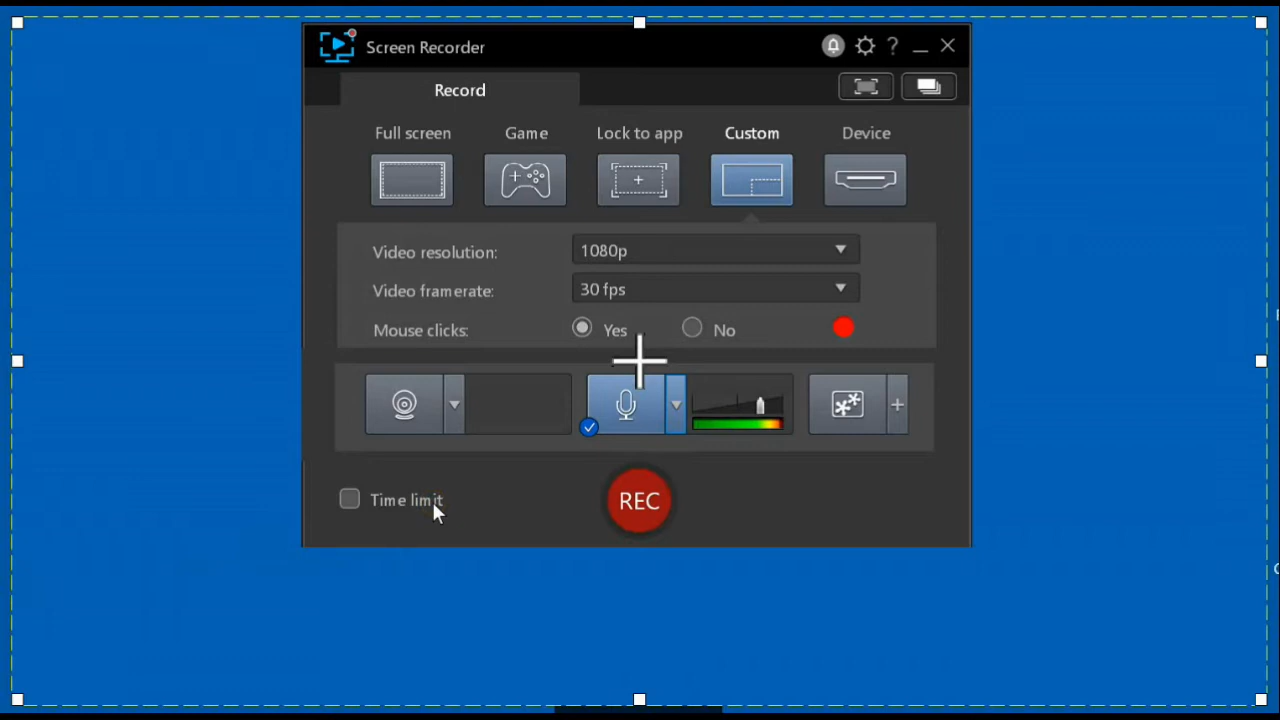 Screen Recorder
?
Record
Full screen
Game
Lock to app
Custom
Device
Video resolution:
1080p
Video framerate:
30 fps
Mouse clicks:
Yes
No
Time limit
REC